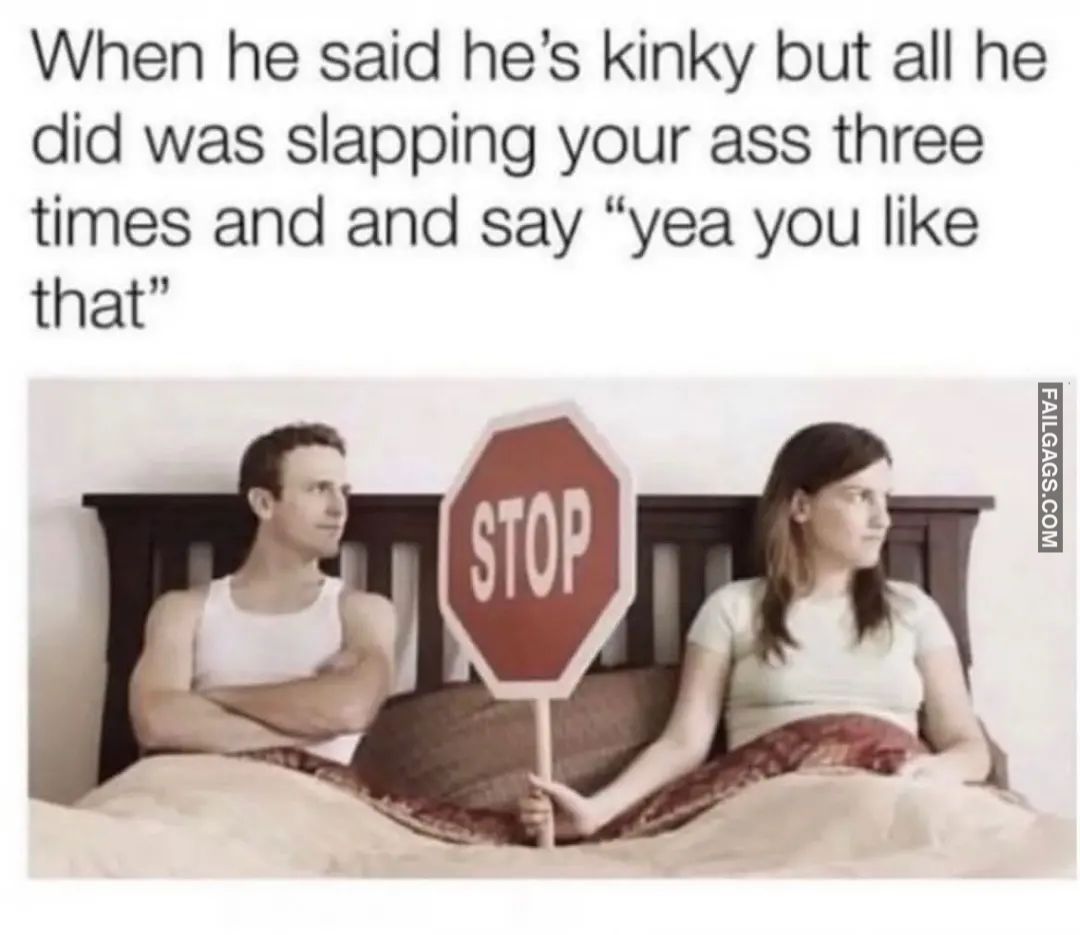 When he said he’s kinky but all he
did was slapping your ass three
times and and say “yea you like
that”
STOP
FAILGAGS.COM